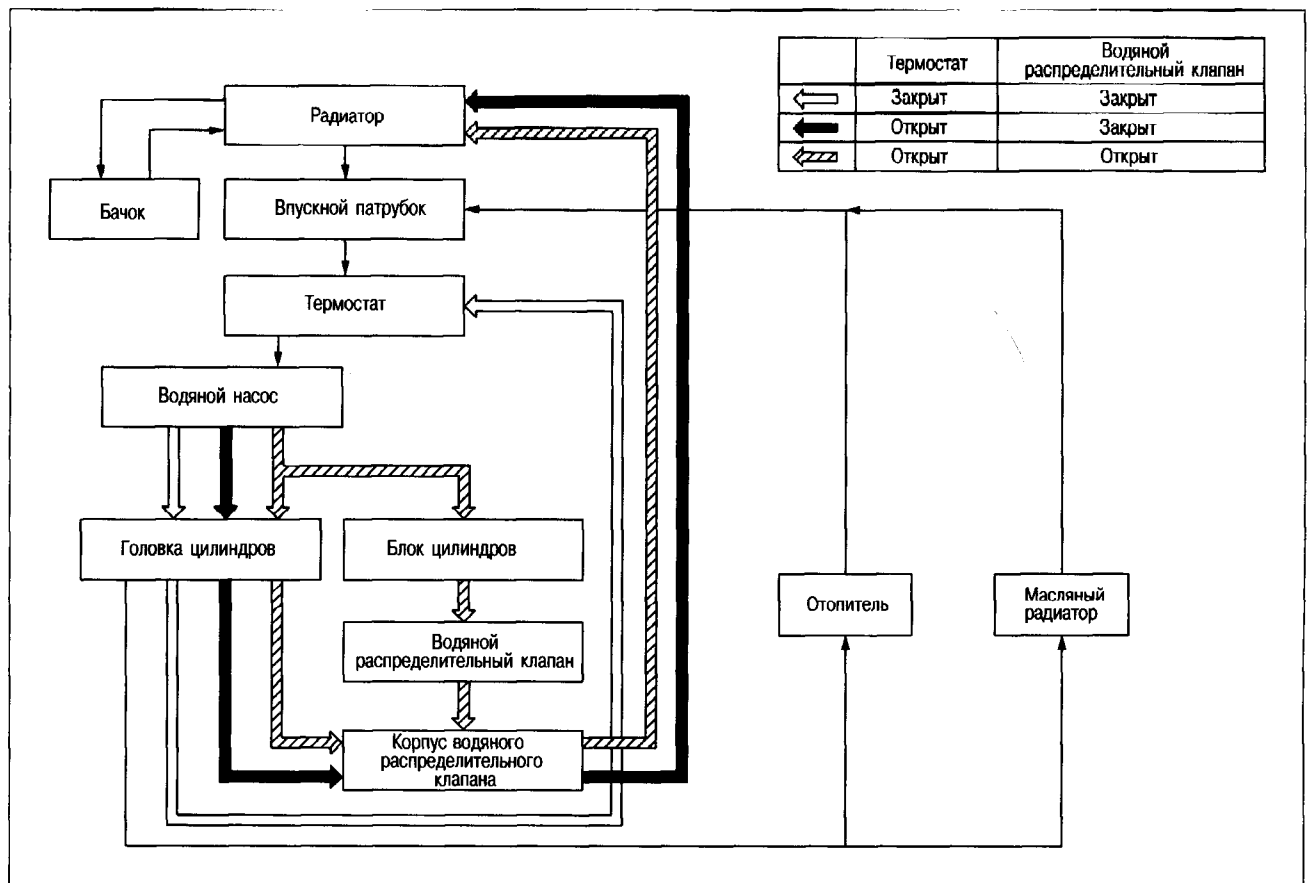 Термостат
Водяной
распределительный клапан
Закрыт
Закрыт
Открыт
Закрыт
Открыт
Открыт
Радиатор
Бачок
Впускной патрубок
Термостат
Водяной насос
Головка цилиндров
Блок цилиндров
Отопитель
Масляный
радиатор
Водяной
распределительный клапан
Корпус водяного
распределительного
клапана